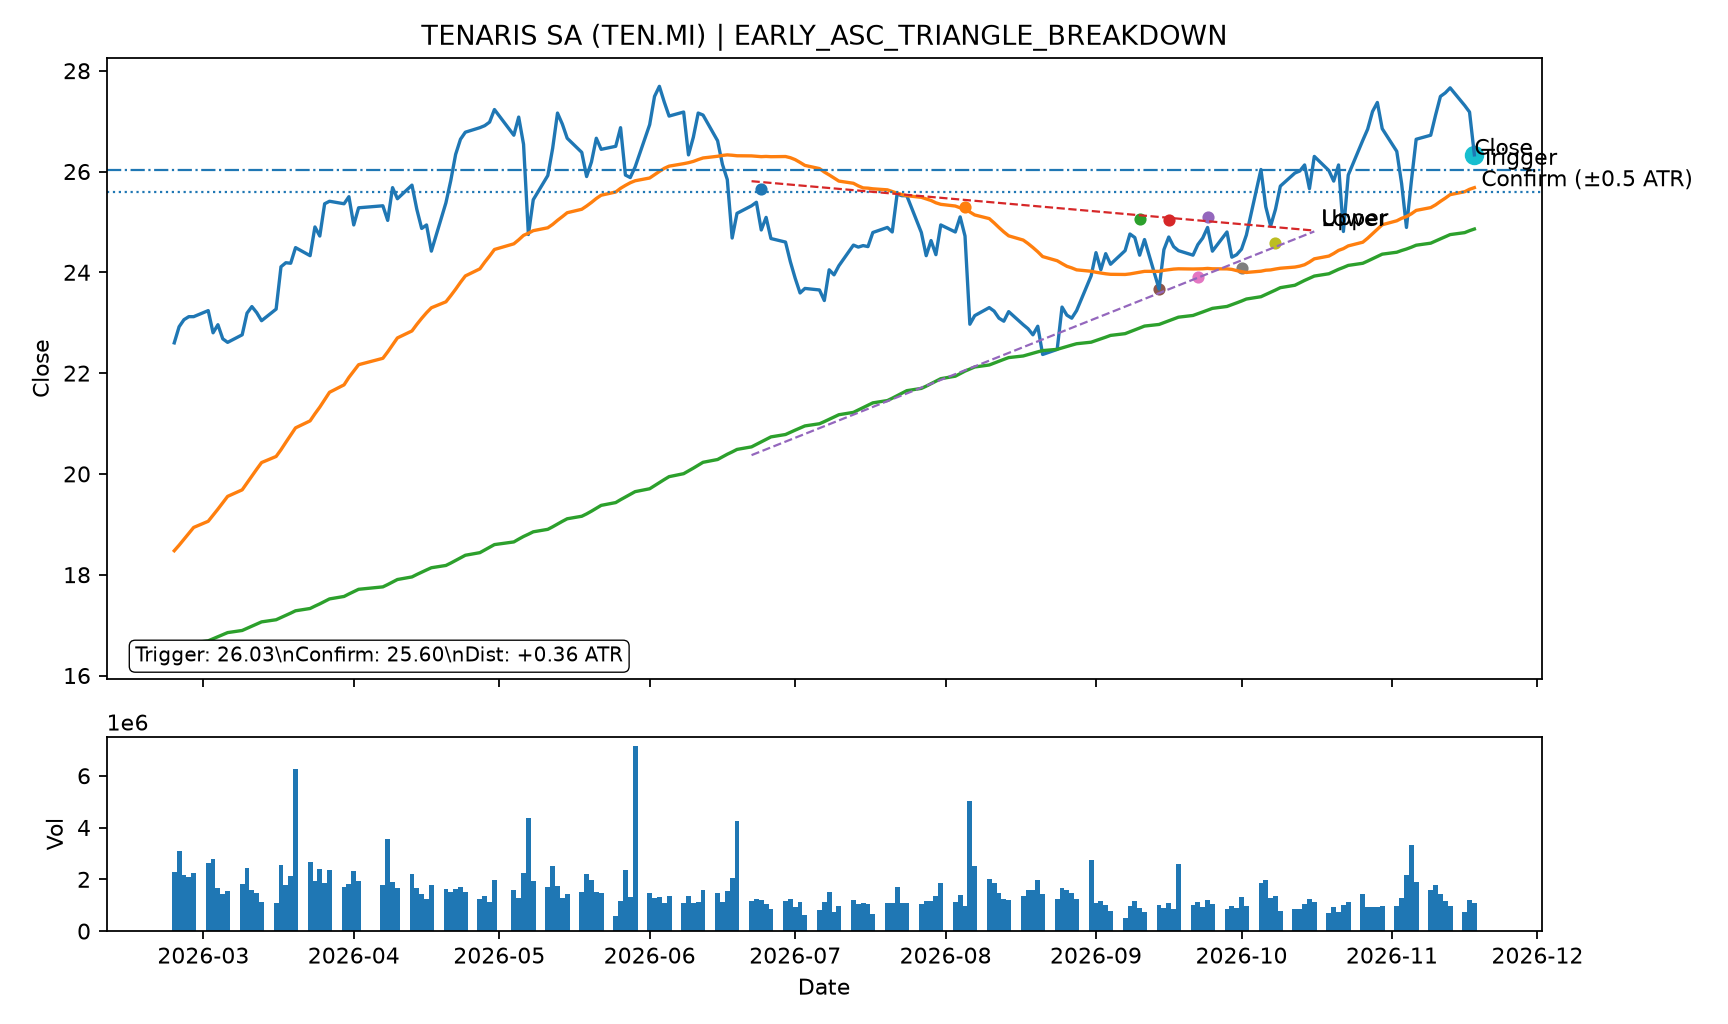 TENARIS SA (TEN.MI) | EARLY_ASC_TRIANGLE_BREAKDOWN
28
26
24
22
20
18
16
Close
Close
Trigger
Confirm (±0.5 ATR)
Upper
Lower
Trigger: 26.03\nConfirm: 25.60\nDist: +0.36 ATR
1e6
6
4
2
0
Vol
2026-03 2026-04 2026-05 2026-06 2026-07 2026-08 2026-09 2026-10 2026-11 2026-12
Date